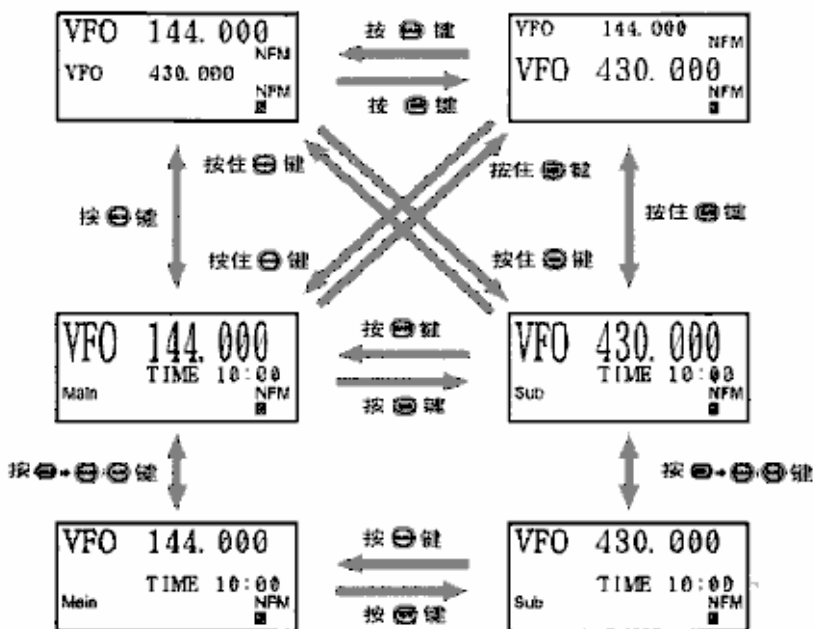 VFO 144.000
NFM
VFO 430.000
NFM
按 键
按 键
VFO 144.000
NFM
VFO 430.000
NFM
按 键
按住 键
按住 键
按住 键
按住 键
按住 键
VFO 144.000
TIME 10:00
Main NFM
按 键
按 键
VFO 430.000
TIME 10:00
Sub NFM
按 键
按 键
VFO 144.000
TIME 10:00
Main NFM
按 键
按 键
VFO 430.000
TIME 10:00
Sub NFM